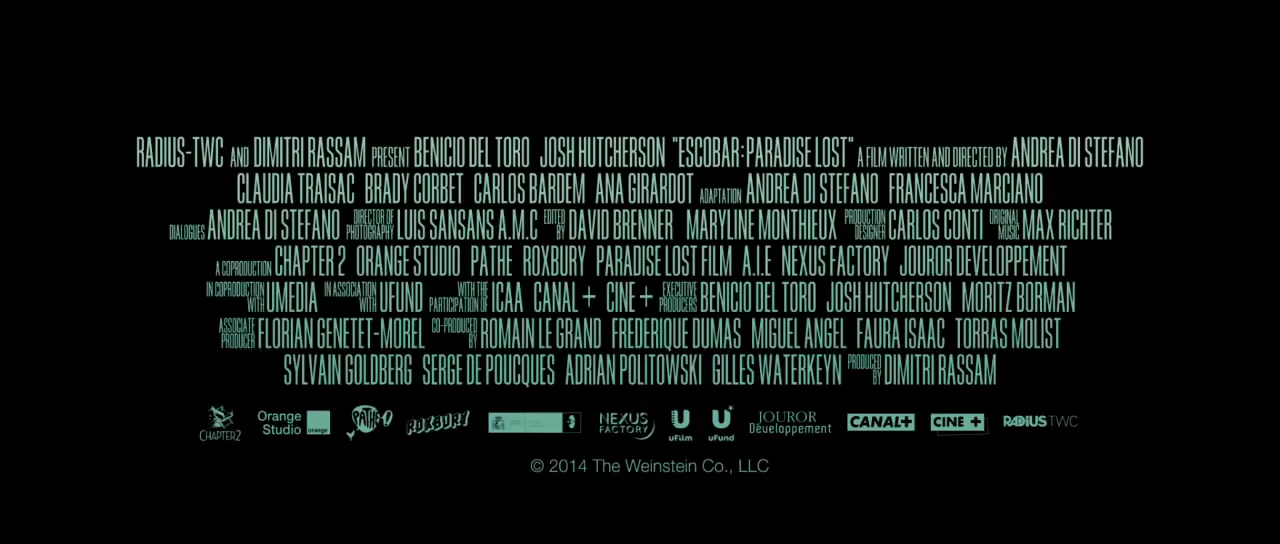 RADIUS-TWC AND DIMITRI RASSAM PRESENT BENICIO DEL TORO JOSH HUTCHERSON "ESCOBAR: PARADISE LOST" A FILM WRITTEN AND DIRECTED BY ANDREA DI STEFANO
CLAUDIA TRAISAC BRADY CORBET CARLOS BARDEM ANA GIRARDOT ADAPTATION ANDREA DI STEFANO FRANCESCA MARCIANO
DIALOGUES ANDREA DI STEFANO DIRECTOR OF PHOTOGRAPHY LUIS SANSANS A.M.C EDITED BY DAVID BRENNER MARYLINE MONTHIEUX PRODUCTION DESIGNER CARLOS CONTI ORIGINAL MUSIC MAX RICHTER
A COPRODUCTION CHAPTER 2 ORANGE STUDIO PATHE ROXBURY PARADISE LOST FILM A.I.E NEXUS FACTORY JOUROR DEVELOPPEMENT
IN COPRODUCTION WITH UMEDIA IN ASSOCIATION WITH UFUND WITH THE PARTICIPATION OF ICAA CANAL+ CINE+ EXECUTIVE PRODUCERS BENICIO DEL TORO JOSH HUTCHERSON MORITZ BORMAN
ASSOCIATE PRODUCER FLORIAN GENETET-MOREL CO-PRODUCED BY ROMAIN LE GRAND FREDERIQUE DUMAS MIGUEL ANGEL FAURA ISAAC TORRAS MOLIST
SYLVAIN GOLDBERG SERGE DE POUCQUES ADRIAN POLITOWSKI GILLES WATERKEYN PRODUCED BY DIMITRI RASSAM
CHAPTER2 Orange Studio orange PATHÉ! ROXBURY NEXUS FACTORY uFilm uFund JOUROR Développement CANAL+ CINE+ RADIUSTWC
© 2014 The Weinstein Co., LLC